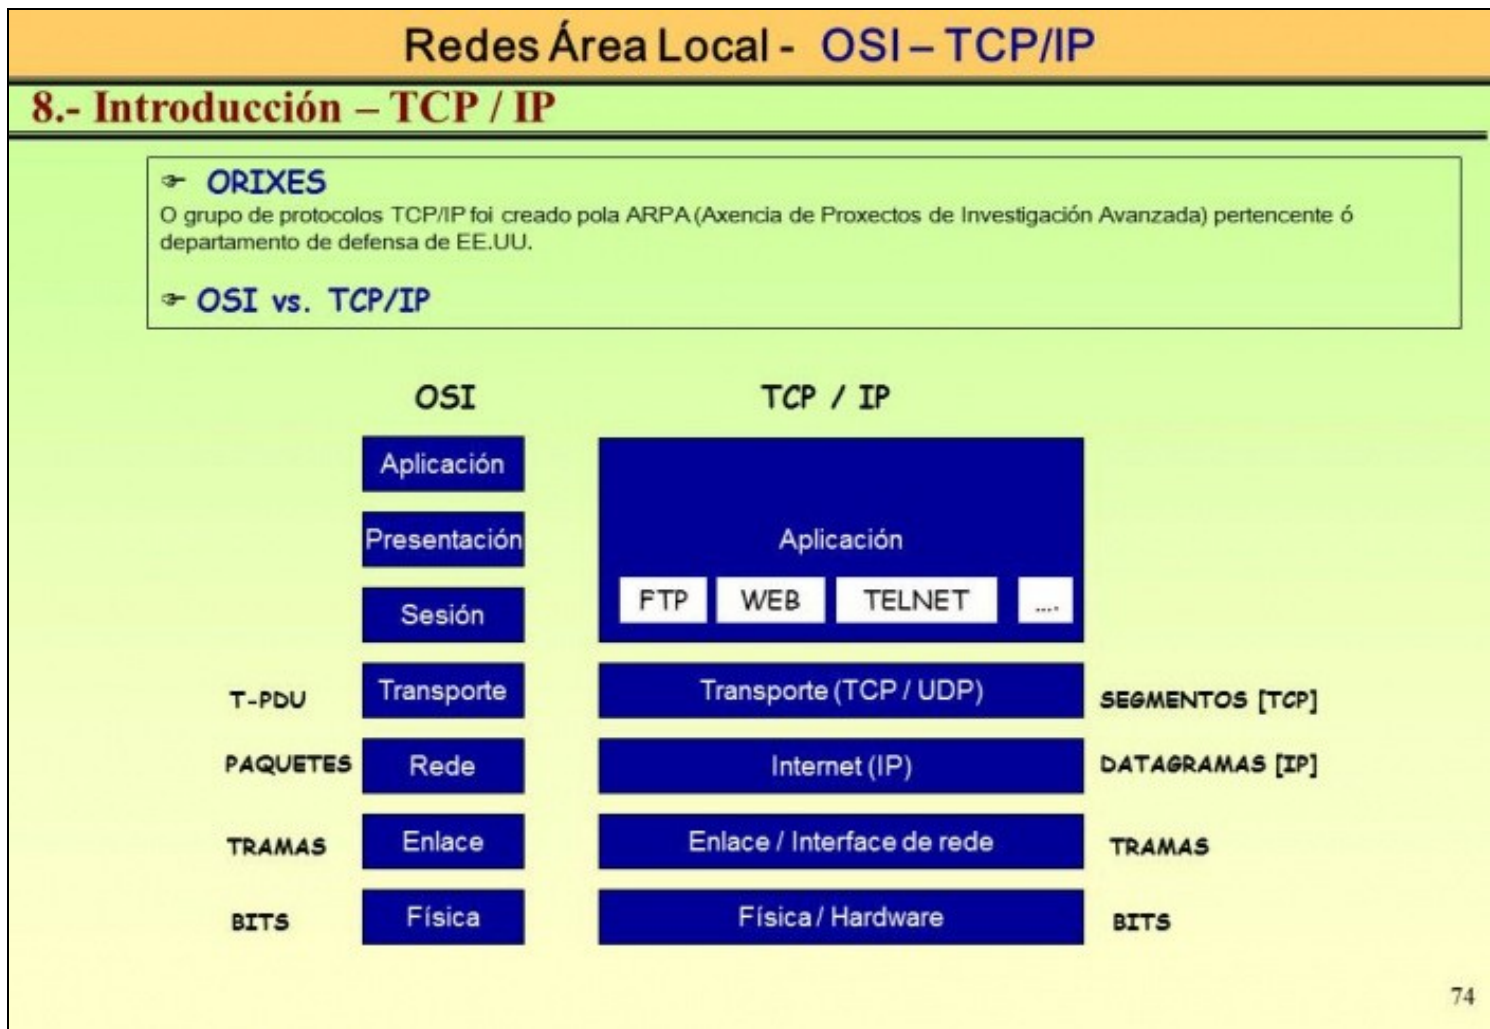 Redes Área Local - OSI – TCP/IP
8.- Introducción – TCP / IP
☞ ORIXES
O grupo de protocolos TCP/IP foi creado pola ARPA (Axencia de Proxectos de Investigación Avanzada) pertencente ó
departamento de defensa de EE.UU.
☞ OSI vs. TCP/IP
OSI TCP / IP
Aplicación
Presentación Aplicación
Sesión FTP WEB TELNET ....
T-PDU Transporte Transporte (TCP / UDP) SEGMENTOS [TCP]
PAQUETES Rede Internet (IP) DATAGRAMAS [IP]
TRAMAS Enlace Enlace / Interface de rede TRAMAS
BITS Física Física / Hardware BITS
74